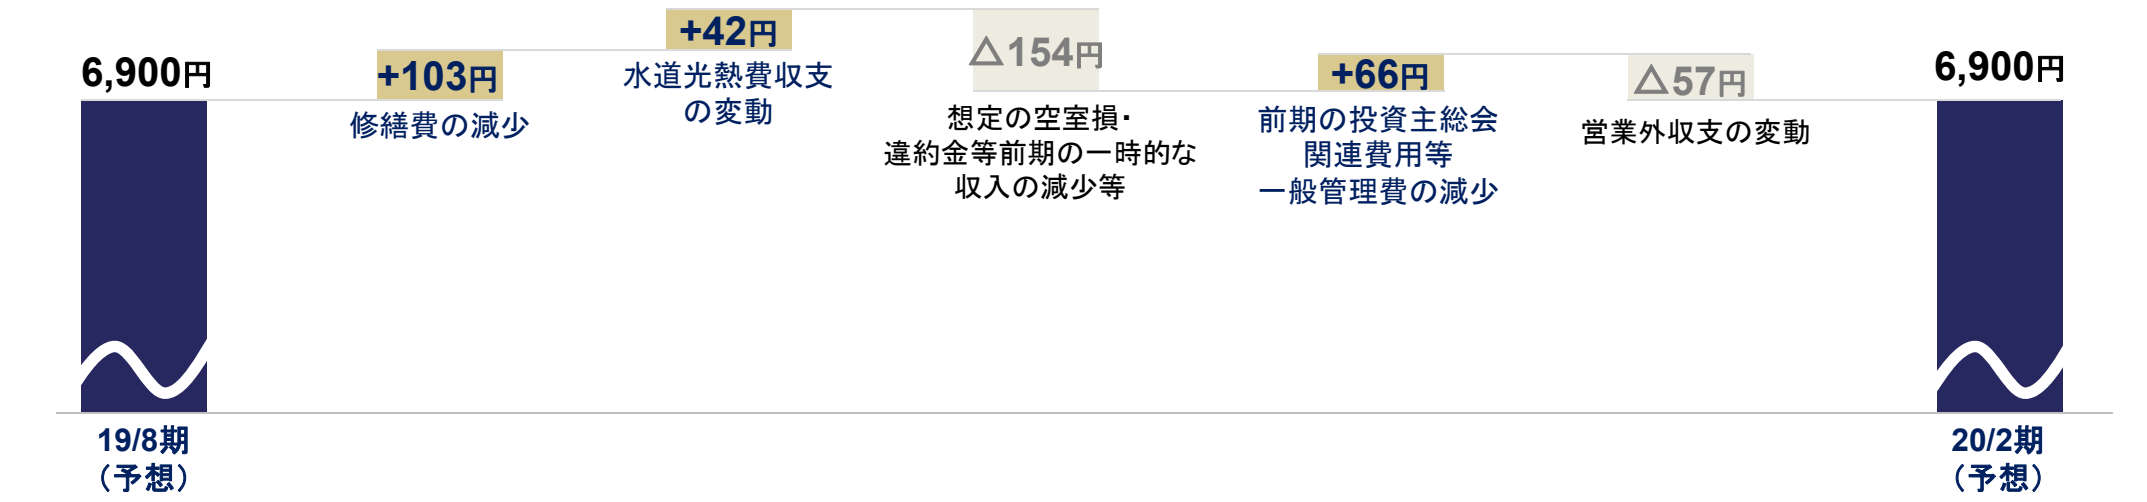 6,900円
19/8期
(予想)
+103円
修繕費の減少
+42円
水道光熱費収支
の変動
△154円
想定の空室損・
違約金等前期の一時的な
収入の減少等
+66円
前期の投資主総会
関連費用等
一般管理費の減少
△57円
営業外収支の変動
6,900円
20/2期
(予想)